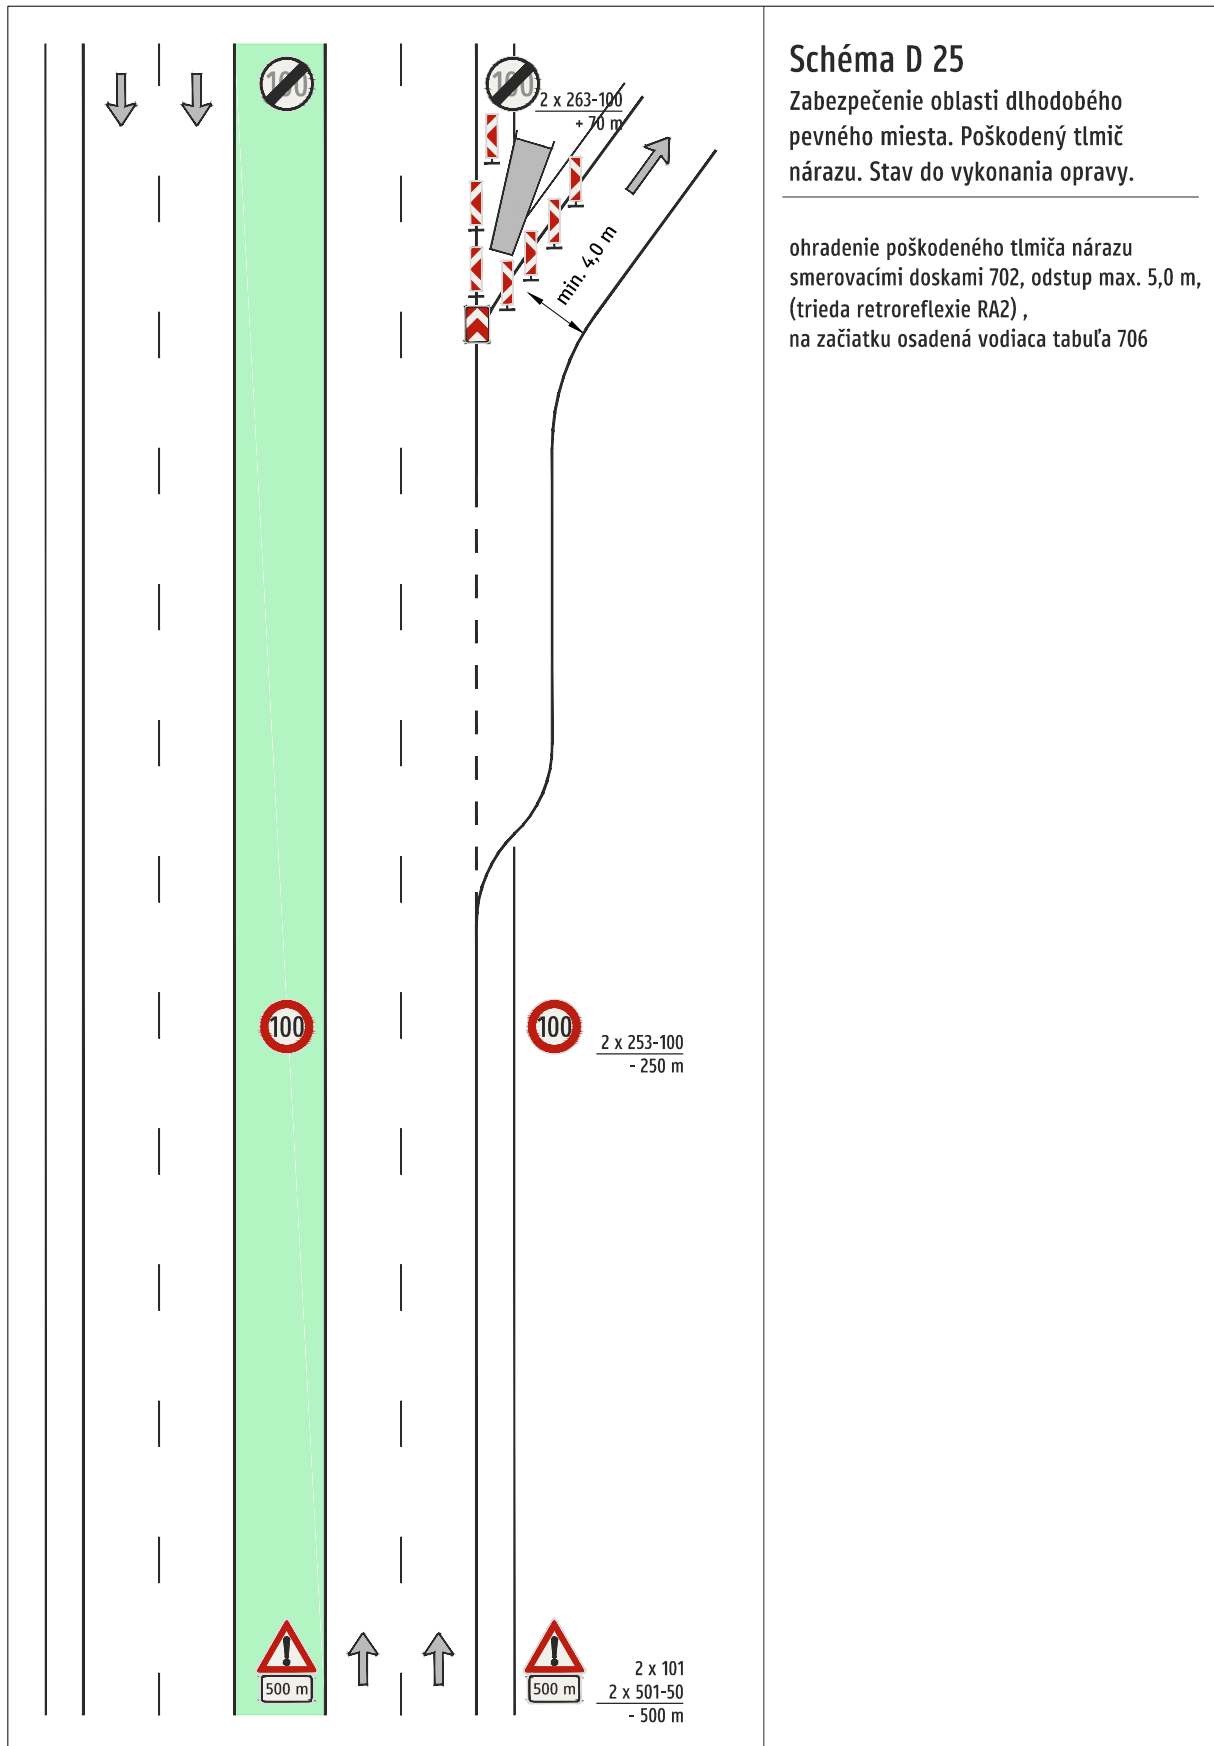 Schéma D 25
Zabezpečenie oblasti dlhodobého
pevného miesta. Poškodený tlmič
nárazu. Stav do vykonania opravy.
ohradenie poškodeného tlmiča nárazu
smerovacími doskami 702, odstup max. 5,0 m,
(trieda retroreflexie RA2) ,
na začiatku osadená vodiaca tabuľa 706
100
100
2 x 263-100
+ 70 m
min. 4,0 m
100
100
2 x 253-100
- 250 m
500 m
500 m
2 x 101
2 x 501-50
- 500 m